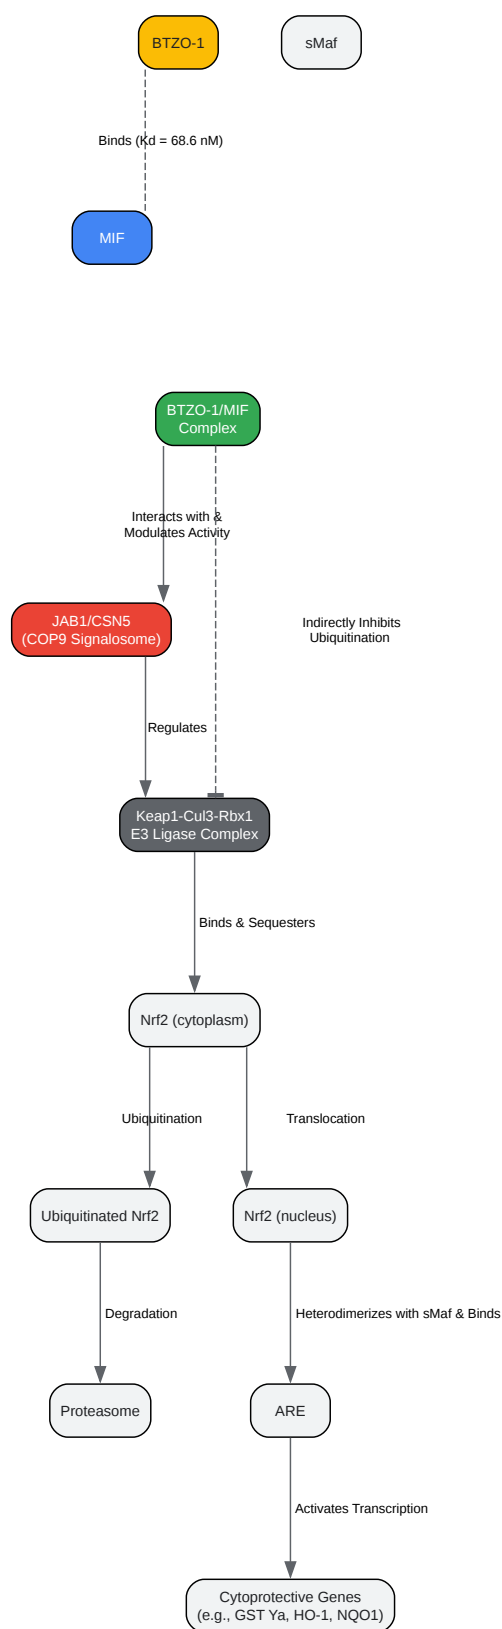 BTZO-1
sMaf
Binds (Kd = 68.6 nM)
MIF
BTZO-1/MIF
Complex
Interacts with &
Modulates Activity
JAB1/CSN5
(COP9 Signalosome)
Indirectly Inhibits
Ubiquitination
Regulates
Keap1-Cul3-Rbx1
E3 Ligase Complex
Binds & Sequesters
Nrf2 (cytoplasm)
Ubiquitination
Translocation
Ubiquitinated Nrf2
Nrf2 (nucleus)
Degradation
Heterodimerizes with sMaf & Binds
Proteasome
ARE
Activates Transcription
Cytoprotective Genes
(e.g., GST Ya, HO-1, NQO1)